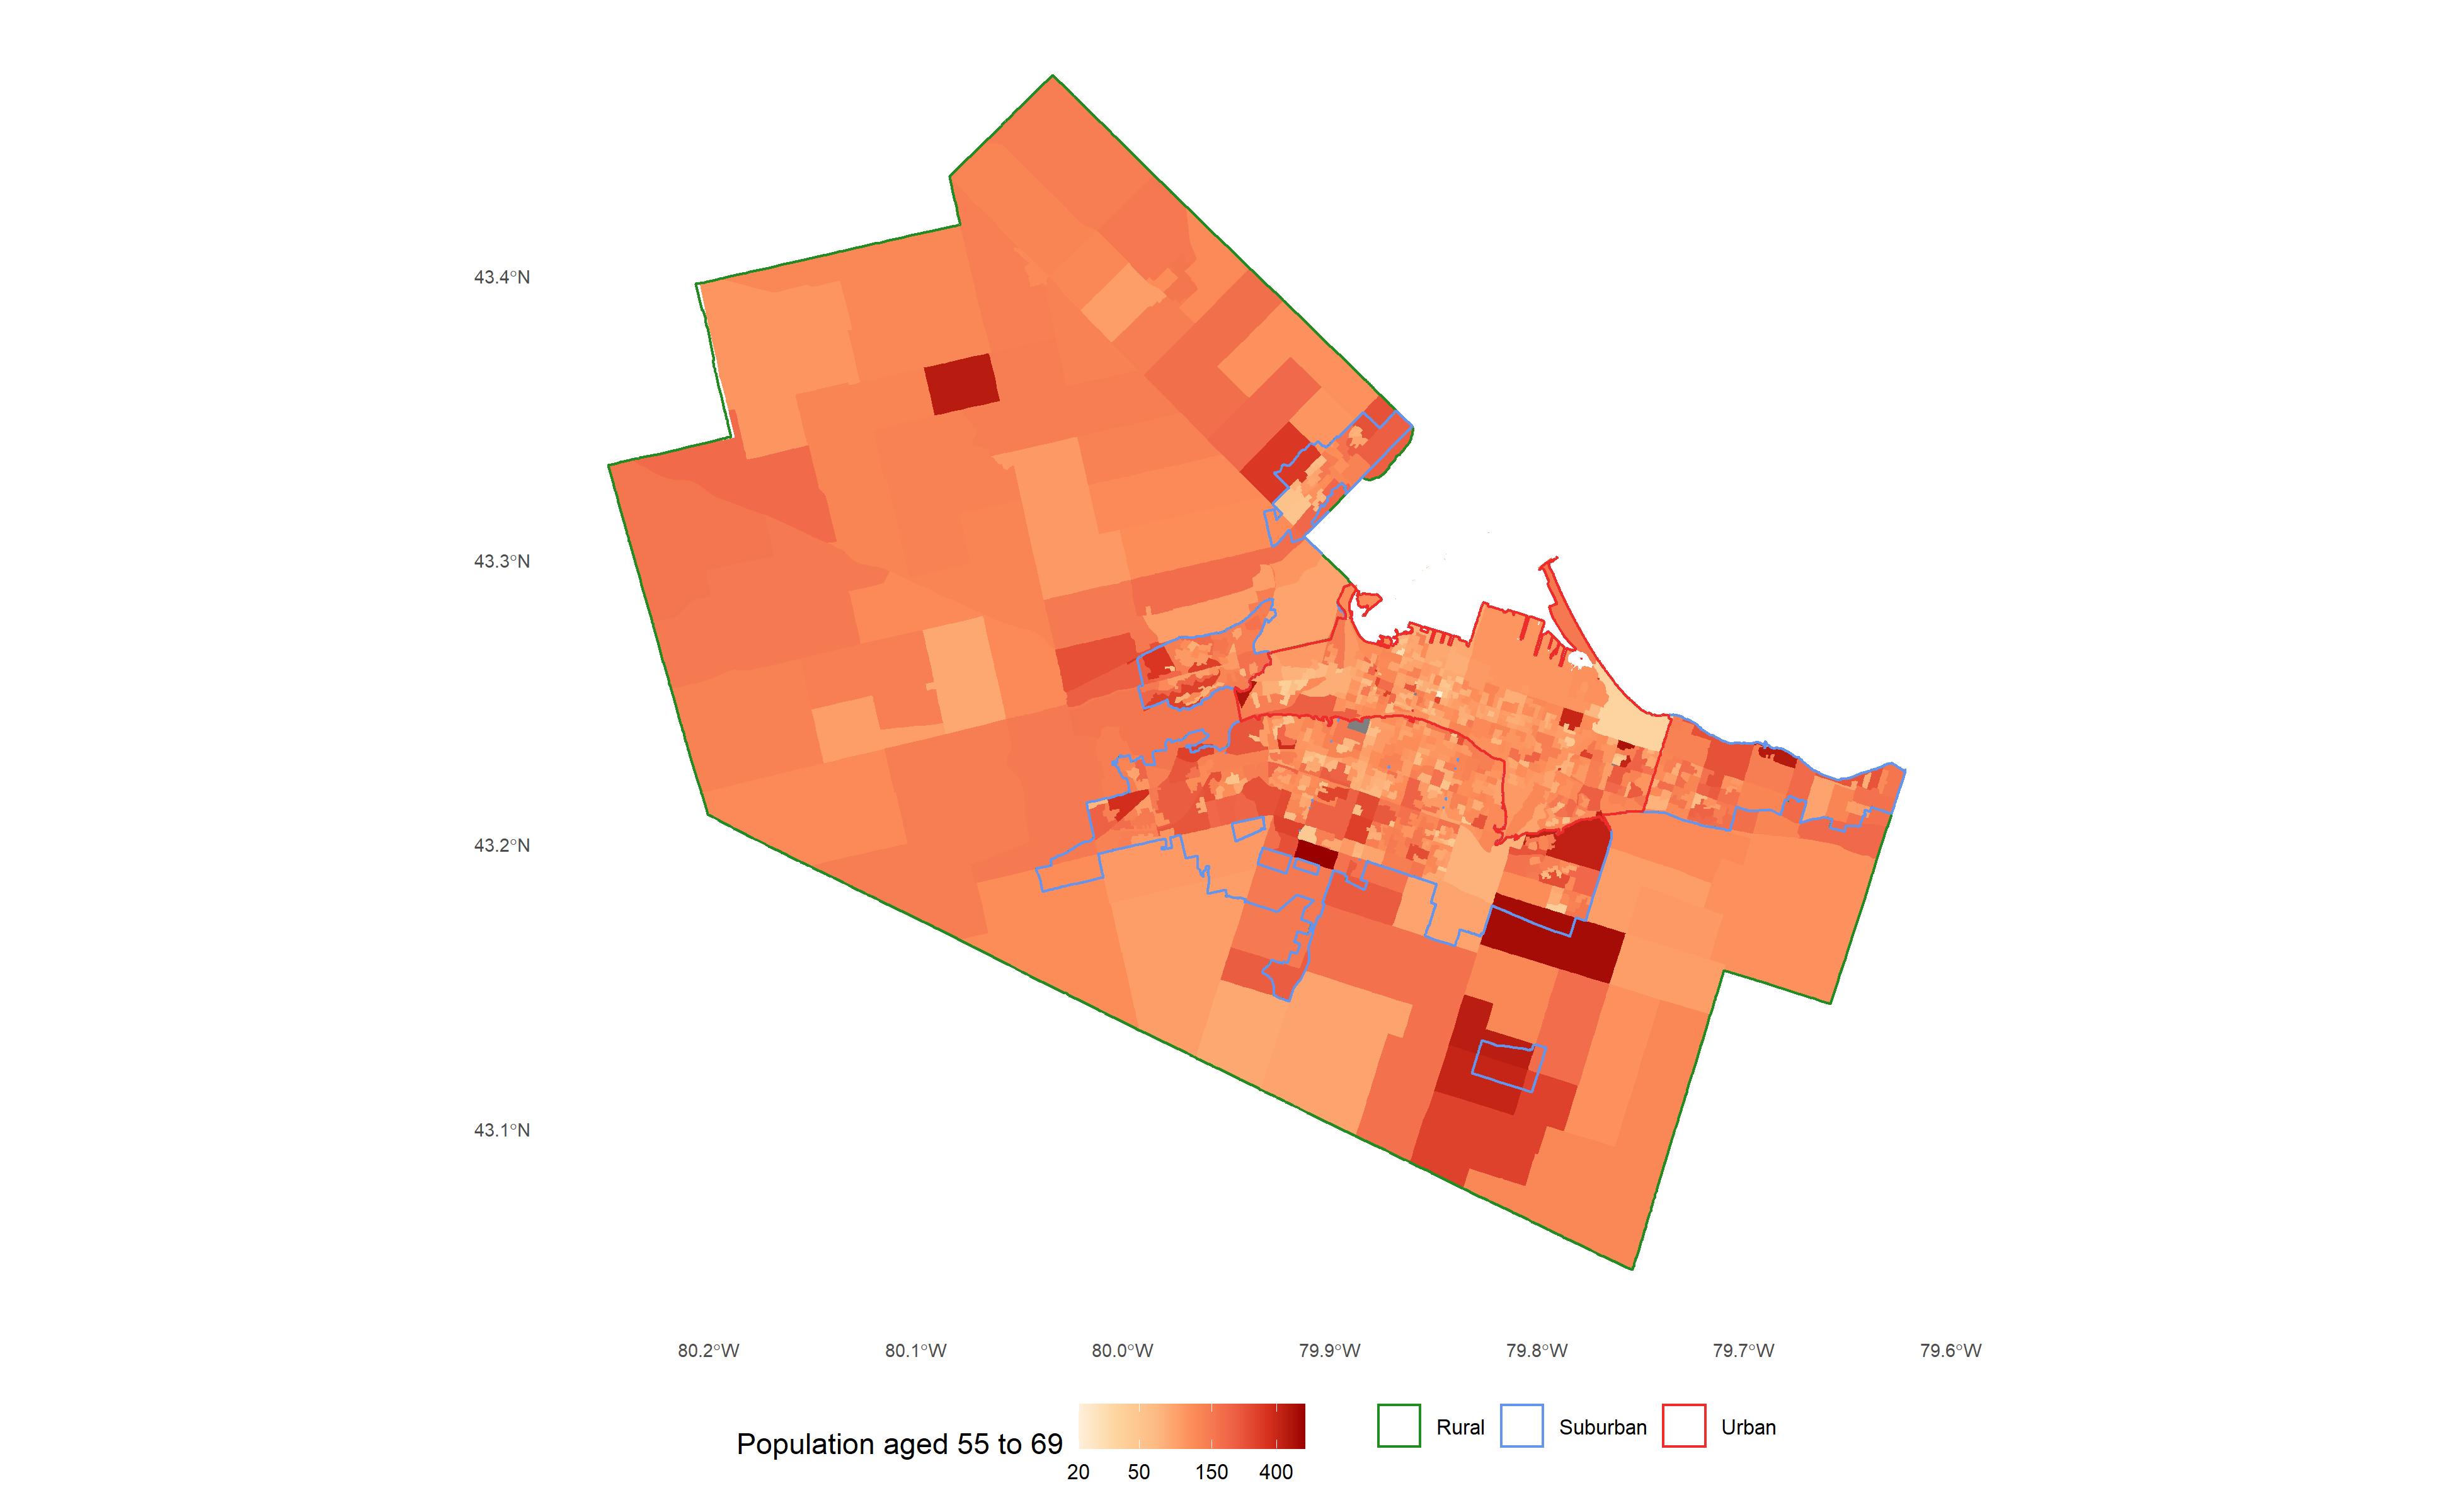 43.4°N
43.3°N
43.2°N
43.1°N
80.2°W 80.1°W 80.0°W 79.9°W 79.8°W 79.7°W 79.6°W
Population aged 55 to 69
20 50 150 400
Rural Suburban Urban